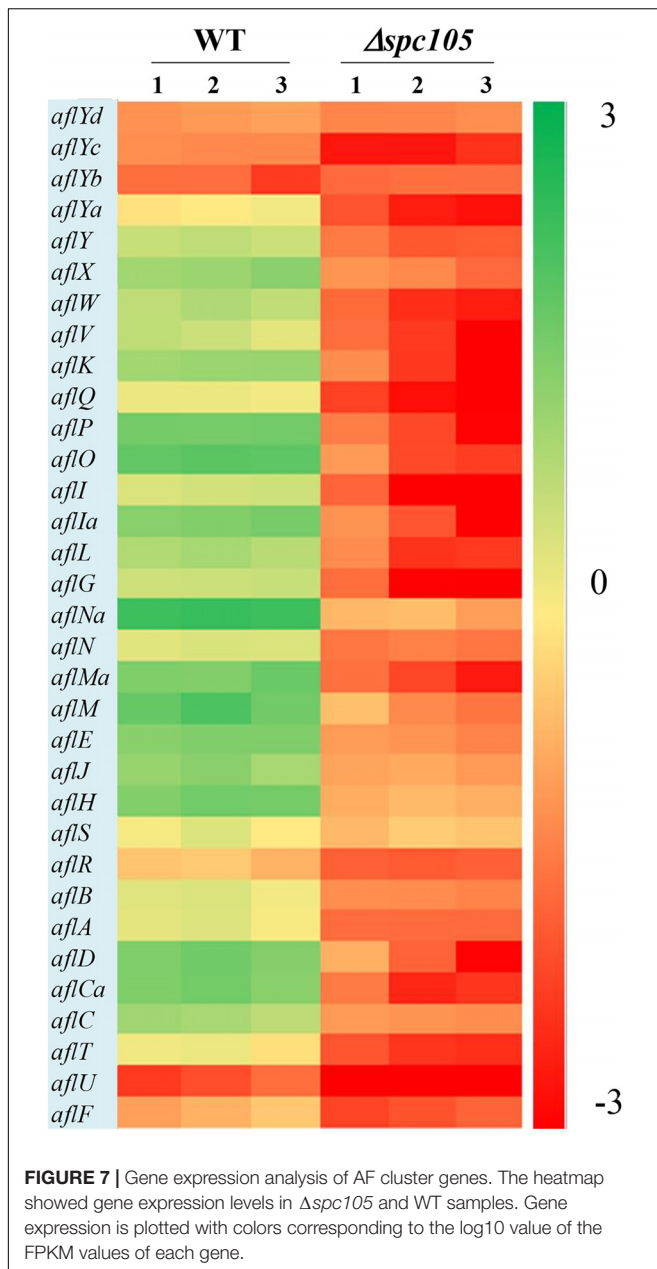 WT Δspc105
1 2 3 1 2 3
aflYd
aflYc
aflYb
aflYa
aflY
aflX
aflW
aflV
aflK
aflQ
aflP
aflO
aflI
aflIa
aflL
aflG
aflNa
aflN
aflMa
aflM
aflE
aflJ
aflH
aflS
aflR
aflB
aflA
aflD
aflCa
aflC
aflT
aflU
aflF
3
0
-3
FIGURE 7 | Gene expression analysis of AF cluster genes. The heatmap
showed gene expression levels in Δspc105 and WT samples. Gene
expression is plotted with colors corresponding to the log10 value of the
FPKM values of each gene.